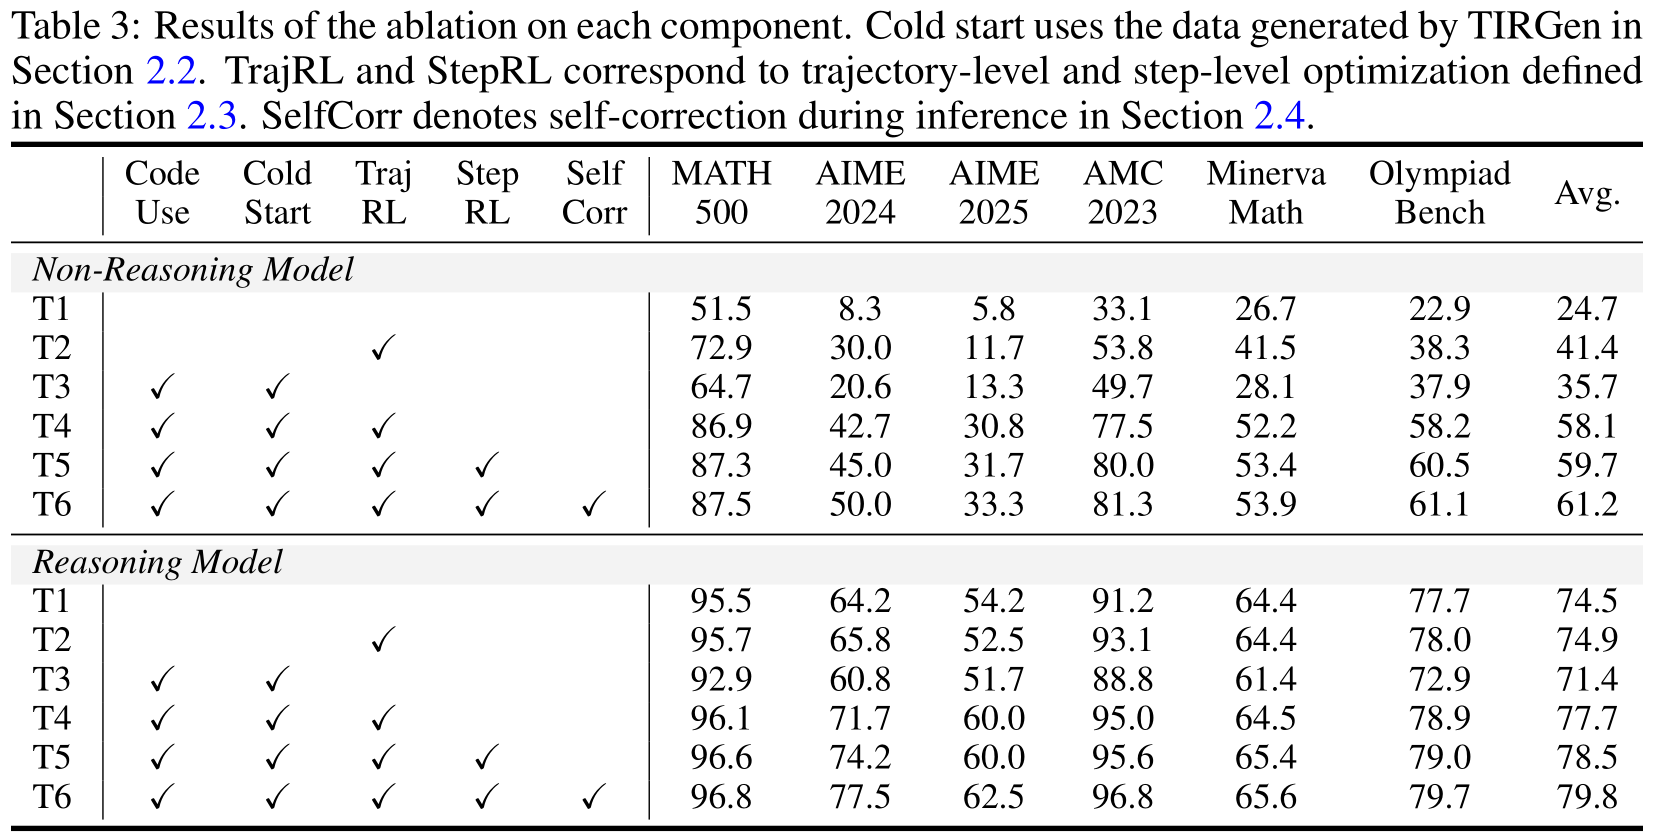 Table 3: Results of the ablation on each component. Cold start uses the data generated by TIRGen in
Section 2.2. TrajRL and StepRL correspond to trajectory-level and step-level optimization defined
in Section 2.3. SelfCorr denotes self-correction during inference in Section 2.4.
Code Cold Traj Step Self MATH AIME AIME AMC Minerva Olympiad Avg.
Use Start RL RL Corr 500 2024 2025 2023 Math Bench
Non-Reasoning Model
T1 51.5 8.3 5.8 33.1 26.7 22.9 24.7
T2 ✓ 72.9 30.0 11.7 53.8 41.5 38.3 41.4
T3 ✓ ✓ 64.7 20.6 13.3 49.7 28.1 37.9 35.7
T4 ✓ ✓ ✓ 86.9 42.7 30.8 77.5 52.2 58.2 58.1
T5 ✓ ✓ ✓ ✓ 87.3 45.0 31.7 80.0 53.4 60.5 59.7
T6 ✓ ✓ ✓ ✓ ✓ 87.5 50.0 33.3 81.3 53.9 61.1 61.2
Reasoning Model
T1 95.5 64.2 54.2 91.2 64.4 77.7 74.5
T2 ✓ 95.7 65.8 52.5 93.1 64.4 78.0 74.9
T3 ✓ ✓ 92.9 60.8 51.7 88.8 61.4 72.9 71.4
T4 ✓ ✓ ✓ 96.1 71.7 60.0 95.0 64.5 78.9 77.7
T5 ✓ ✓ ✓ ✓ 96.6 74.2 60.0 95.6 65.4 79.0 78.5
T6 ✓ ✓ ✓ ✓ ✓ 96.8 77.5 62.5 96.8 65.6 79.7 79.8